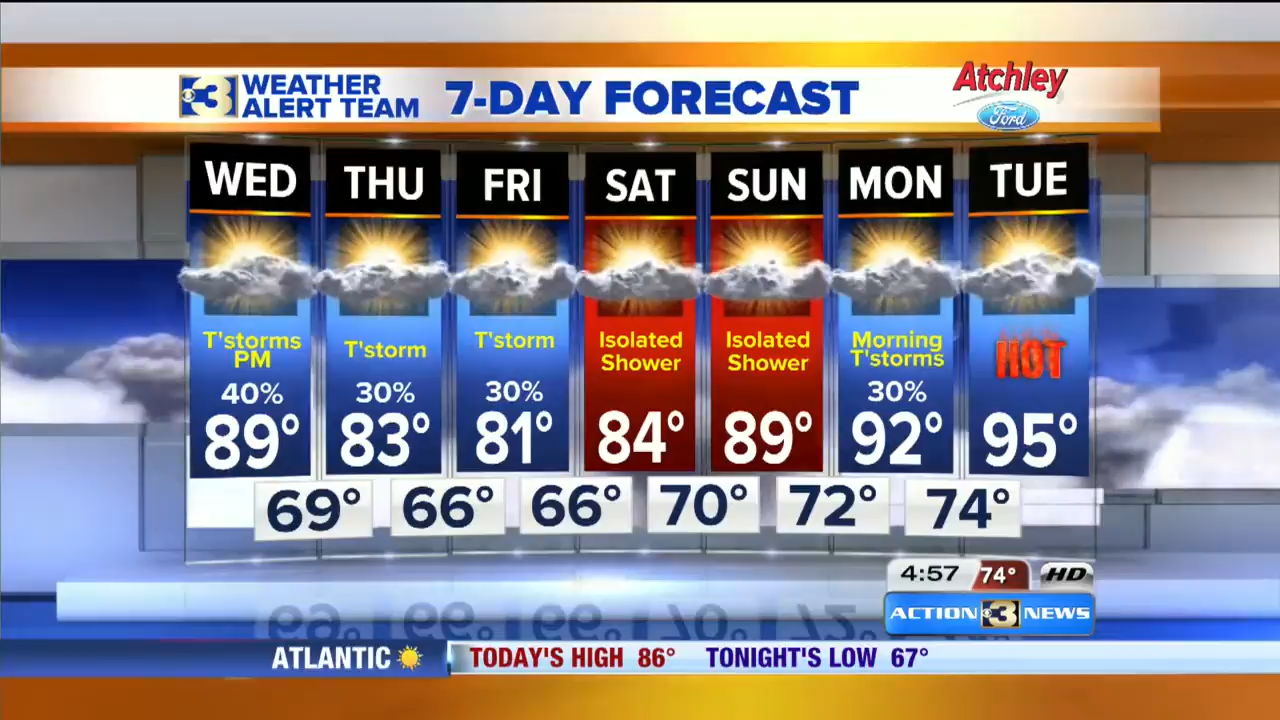 3 WEATHER ALERT TEAM
7-DAY FORECAST
Atchley
Ford
WED THU FRI SAT SUN MON TUE
T'storms PM
T'storm
T'storm
Isolated Shower
Isolated Shower
Morning T'storms
HOT
40% 30% 30% 30%
89° 83° 81° 84° 89° 92° 95°
69° 66° 66° 70° 72° 74°
4:57 74° HD
ACTION 3 NEWS
ATLANTIC TODAY'S HIGH 86° TONIGHT'S LOW 67°